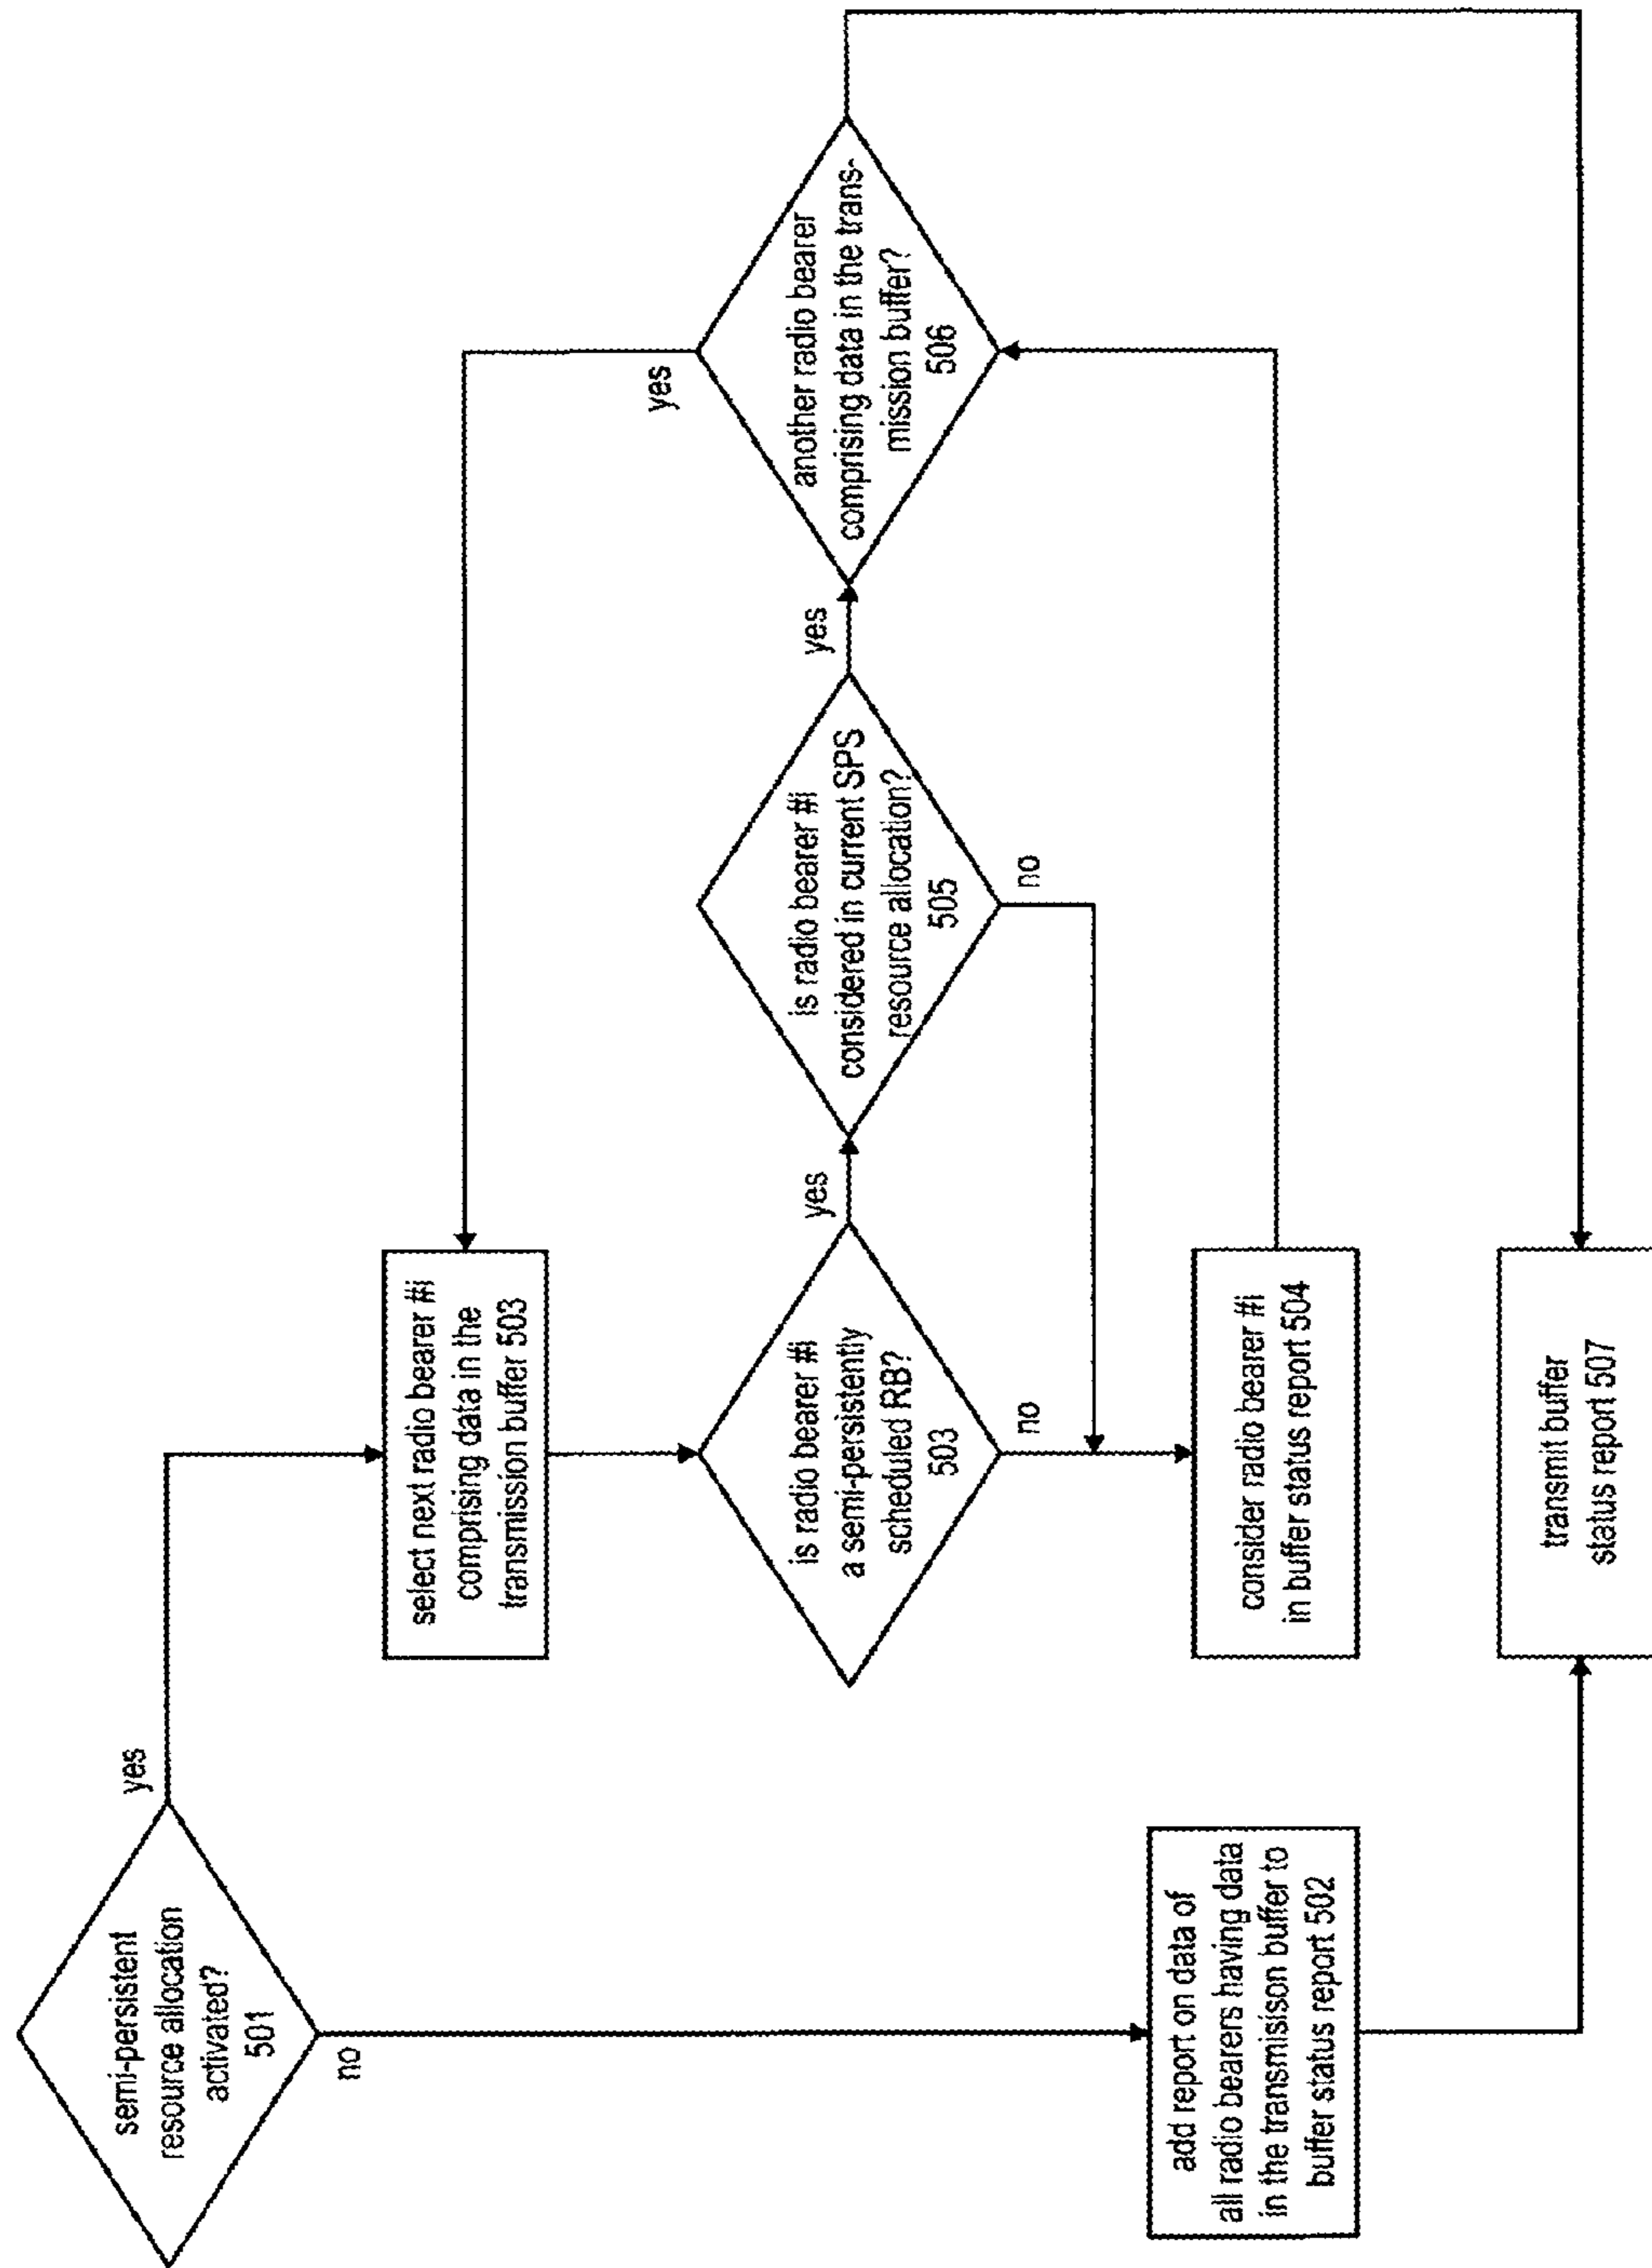 semi-persistent
resource allocation
activated?
501
yes
no
add report on data of
all radio bearers having data
in the transmisison buffer to
buffer status report 502
select next radio bearer #i
comprising data in the
transmission buffer 503
is radio bearer #i
a semi-persistently
scheduled RB?
503
yes
no
is radio bearer #i
considered in current SPS
resource allocation?
505
yes
no
consider radio bearer #i
in buffer status report 504
another radio bearer
comprising data in the trans-
mission buffer?
506
yes
transmit buffer
status report 507